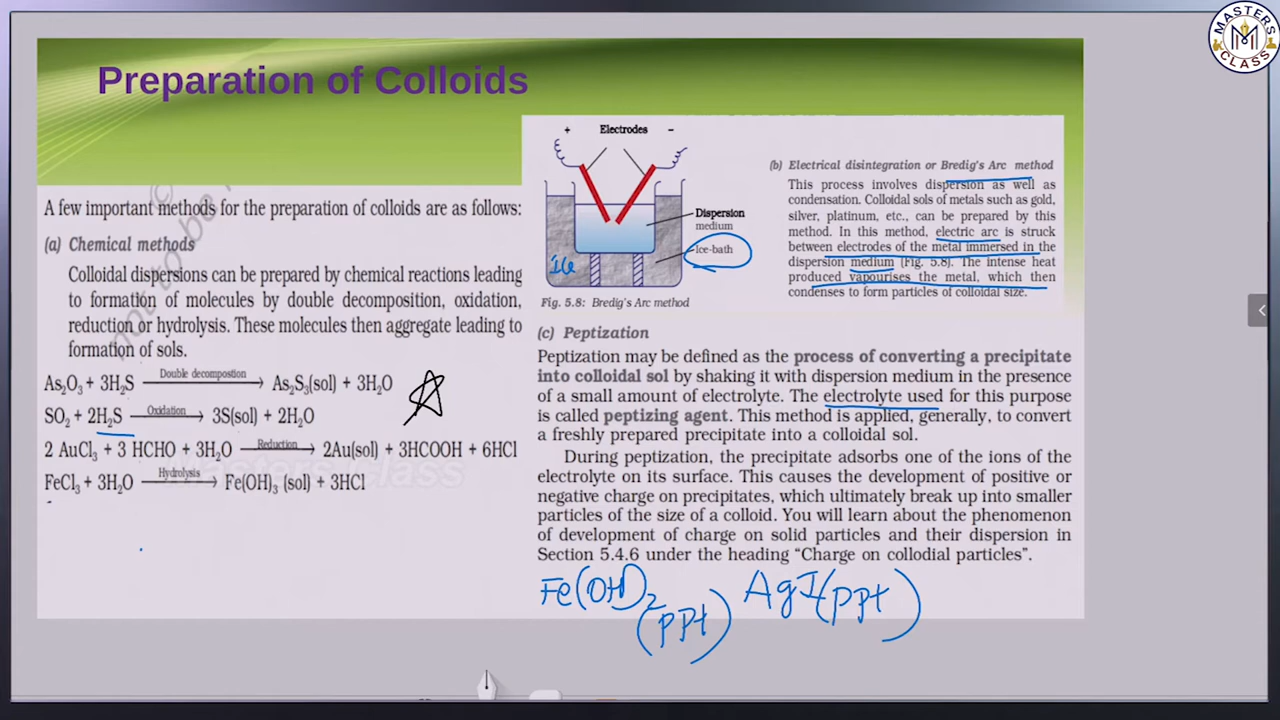 MASTERS
CLASS
Preparation of Colloids
A few important methods for the preparation of colloids are as follows:
(a) Chemical methods
Colloidal dispersions can be prepared by chemical reactions leading
to formation of molecules by double decomposition, oxidation,
reduction or hydrolysis. These molecules then aggregate leading to
formation of sols.
As₂O₃ + 3H₂S Double decompostion → As₂S₃(sol) + 3H₂O
SO₂ + 2H₂S Oxidation → 3S(sol) + 2H₂O
2 AuCl₃ + 3 HCHO + 3H₂O Reduction → 2Au(sol) + 3HCOOH + 6HCl
FeCl₃ + 3H₂O Hydrolysis → Fe(OH)₃ (sol) + 3HCl
Masters Class
+ Electrodes −
Dispersion
medium
Ice-bath
Ice
Fig. 5.8: Bredig's Arc method
(b) Electrical disintegration or Bredig's Arc method
This process involves dispersion as well as
condensation. Colloidal sols of metals such as gold,
silver, platinum, etc., can be prepared by this
method. In this method, electric arc is struck
between electrodes of the metal immersed in the
dispersion medium (Fig. 5.8). The intense heat
produced vapourises the metal, which then
condenses to form particles of colloidal size.
(c) Peptization
Peptization may be defined as the process of converting a precipitate
into colloidal sol by shaking it with dispersion medium in the presence
of a small amount of electrolyte. The electrolyte used for this purpose
is called peptizing agent. This method is applied, generally, to convert
a freshly prepared precipitate into a colloidal sol.
During peptization, the precipitate adsorbs one of the ions of the
electrolyte on its surface. This causes the development of positive or
negative charge on precipitates, which ultimately break up into smaller
particles of the size of a colloid. You will learn about the phenomenon
of development of charge on solid particles and their dispersion in
Section 5.4.6 under the heading “Charge on collodial particles”.
Fe(OH)₂ AgI(ppt)
(ppt)